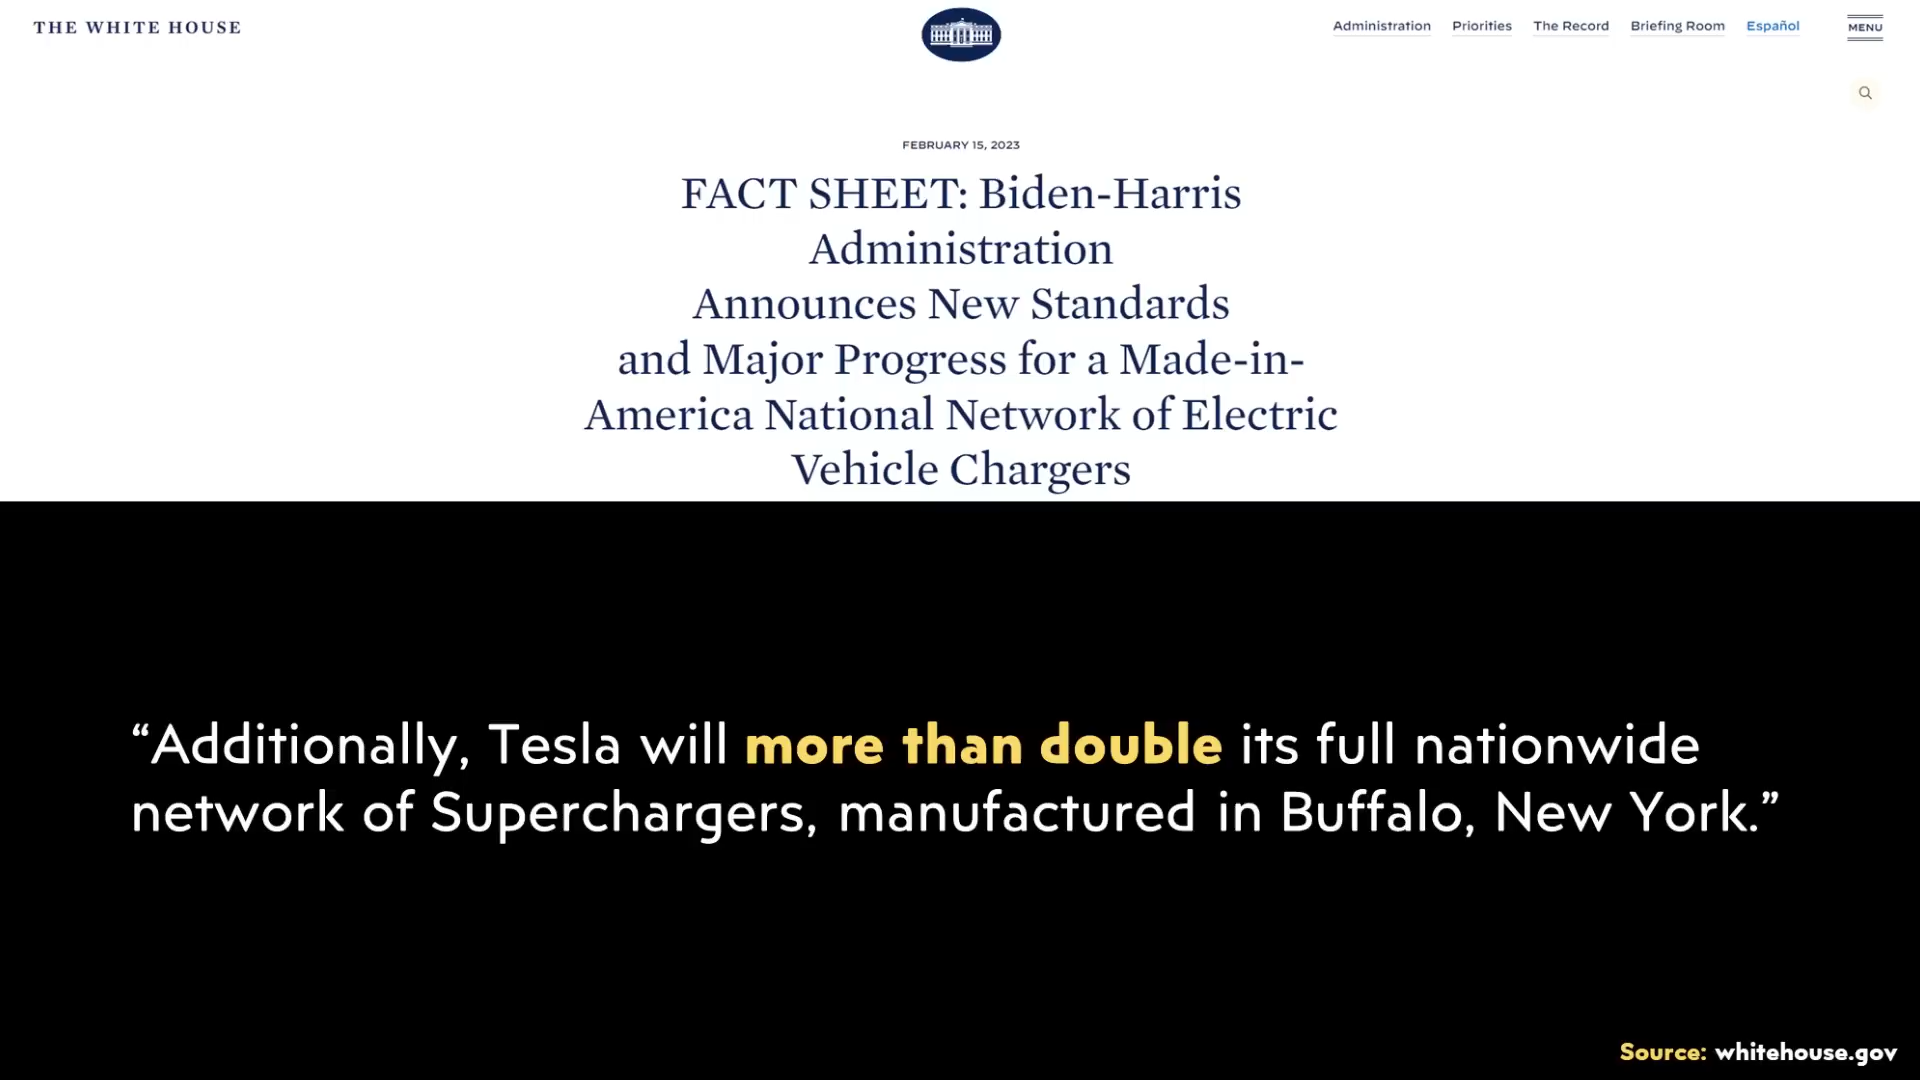 THE WHITE HOUSE
Administration Priorities The Record Briefing Room Español MENU
FEBRUARY 15, 2023
FACT SHEET: Biden-Harris
Administration
Announces New Standards
and Major Progress for a Made-in-
America National Network of Electric
Vehicle Chargers
“Additionally, Tesla will more than double its full nationwide
network of Superchargers, manufactured in Buffalo, New York.”
Source: whitehouse.gov